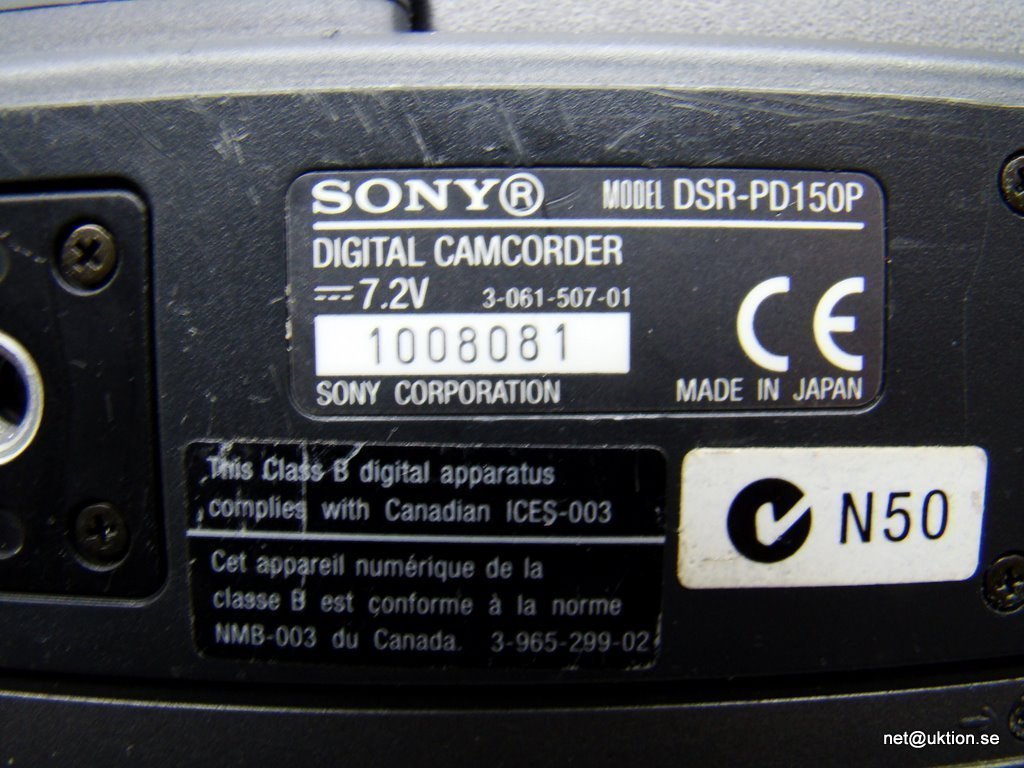 SONY® MODEL DSR-PD150P
DIGITAL CAMCORDER
7.2V 3-061-507-01
1008081
CE
SONY CORPORATION MADE IN JAPAN
This Class B digital apparatus
complies with Canadian ICES-003
Cet appareil numérique de la
classe B est conforme à la norme
NMB-003 du Canada. 3-965-299-02
N50
net@uktion.se